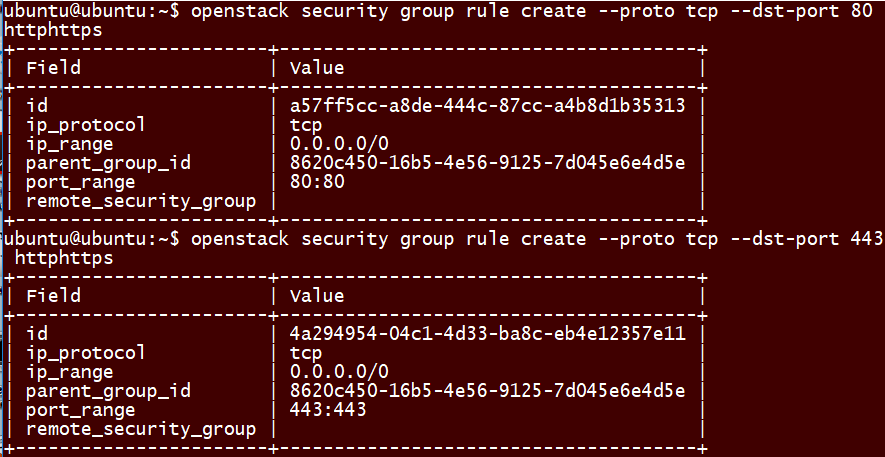 ubuntu@ubuntu:~$ openstack security group rule create --proto tcp --dst-port 80
httphttps
+-----------------------+--------------------------------------+
| Field                 | Value                                |
+-----------------------+--------------------------------------+
| id                    | a57ff5cc-a8de-444c-87cc-a4b8d1b35313 |
| ip_protocol           | tcp                                  |
| ip_range              | 0.0.0.0/0                            |
| parent_group_id       | 8620c450-16b5-4e56-9125-7d045e6e4d5e |
| port_range            | 80:80                                |
| remote_security_group |                                      |
+-----------------------+--------------------------------------+
ubuntu@ubuntu:~$ openstack security group rule create --proto tcp --dst-port 443
 httphttps
+-----------------------+--------------------------------------+
| Field                 | Value                                |
+-----------------------+--------------------------------------+
| id                    | 4a294954-04c1-4d33-ba8c-eb4e12357e11 |
| ip_protocol           | tcp                                  |
| ip_range              | 0.0.0.0/0                            |
| parent_group_id       | 8620c450-16b5-4e56-9125-7d045e6e4d5e |
| port_range            | 443:443                              |
| remote_security_group |                                      |
+-----------------------+--------------------------------------+